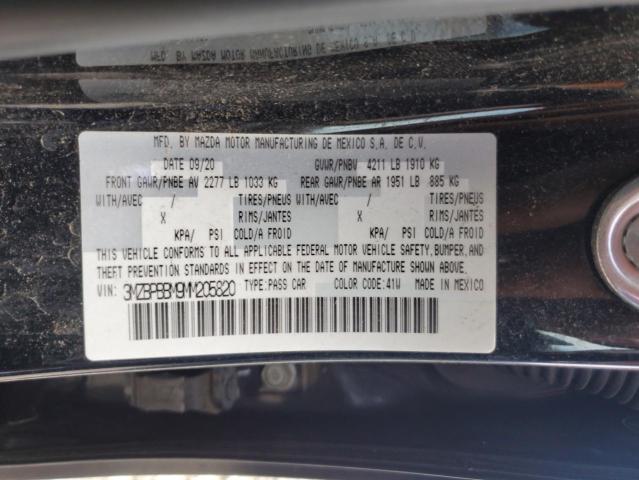 MFD. BY MAZDA MOTOR MANUFACTURING DE MEXICO S.A. DE C.V.
DATE 09/20 GVWR/PNBV 4211 LB 1910 KG
FRONT GAWR/PNBE AV 2277 LB 1033 KG REAR GAWR/PNBE AR 1951 LB 885 KG
WITH/AVEC / TIRES/PNEUS WITH/AVEC / TIRES/PNEUS
X RIMS/JANTES X RIMS/JANTES
KPA/ PSI COLD/A FROID KPA/ PSI COLD/A FROID
THIS VEHICLE CONFORMS TO ALL APPLICABLE FEDERAL MOTOR VEHICLE SAFETY, BUMPER, AND
THEFT PREVENTION STANDARDS IN EFFECT ON THE DATE OF MANUFACTURE SHOWN ABOVE.
VIN: TYPE:PASS CAR COLOR CODE:41W MADE IN MEXICO